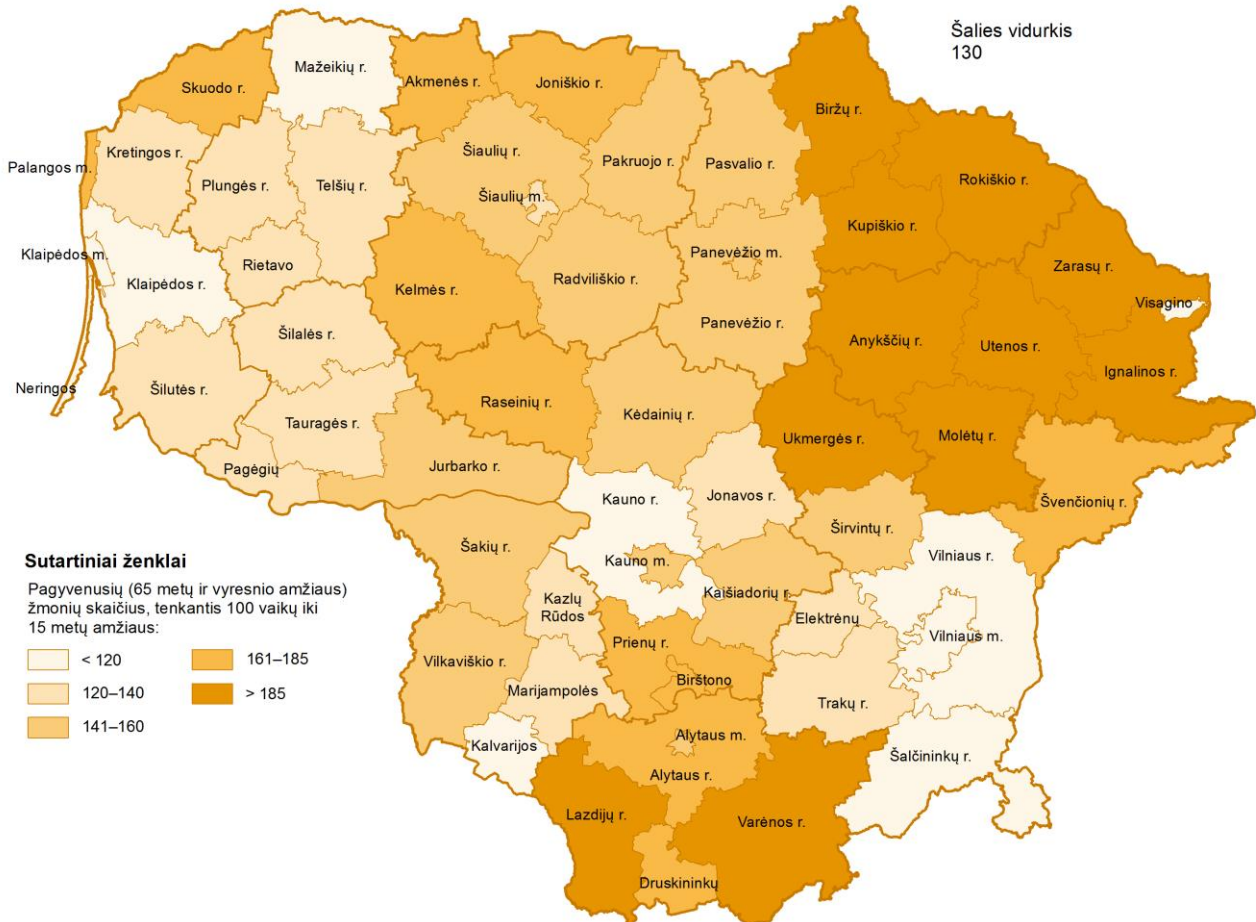 Šalies vidurkis
130
Mažeikių r.
Skuodo r.
Akmenės r.
Joniškio r.
Biržų r.
Kretingos r.
Šiaulių r.
Pakruojo r.
Pasvalio r.
Palangos m.
Plungės r.
Telšių r.
Šiaulių m.
Rokiškio r.
Kupiškio r.
Klaipėdos m.
Panevėžio m.
Rietavo
Zarasų r.
Klaipėdos r.
Kelmės r.
Radviliškio r.
Visagino
Panevėžio r.
Šilalės r.
Anykščių r.
Utenos r.
Ignalinos r.
Neringos
Šilutės r.
Raseinių r.
Kėdainių r.
Tauragės r.
Ukmergės r.
Molėtų r.
Pagėgių
Jurbarko r.
Kauno r.
Jonavos r.
Švenčionių r.
Širvintų r.
Šakių r.
Vilniaus r.
Kauno m.
Kazlų
Rūdos
Kaišiadorių r.
Elektrėnų
Vilniaus m.
Prienų r.
Vilkaviškio r.
Birštono
Marijampolės
Trakų r.
Kalvarijos
Alytaus m.
Šalčininkų r.
Alytaus r.
Lazdijų r.
Varėnos r.
Druskininkų
Sutartiniai ženklai
Pagyvenusių (65 metų ir vyresnio amžiaus)
žmonių skaičius, tenkantis 100 vaikų iki
15 metų amžiaus:
< 120
120–140
141–160
161–185
> 185